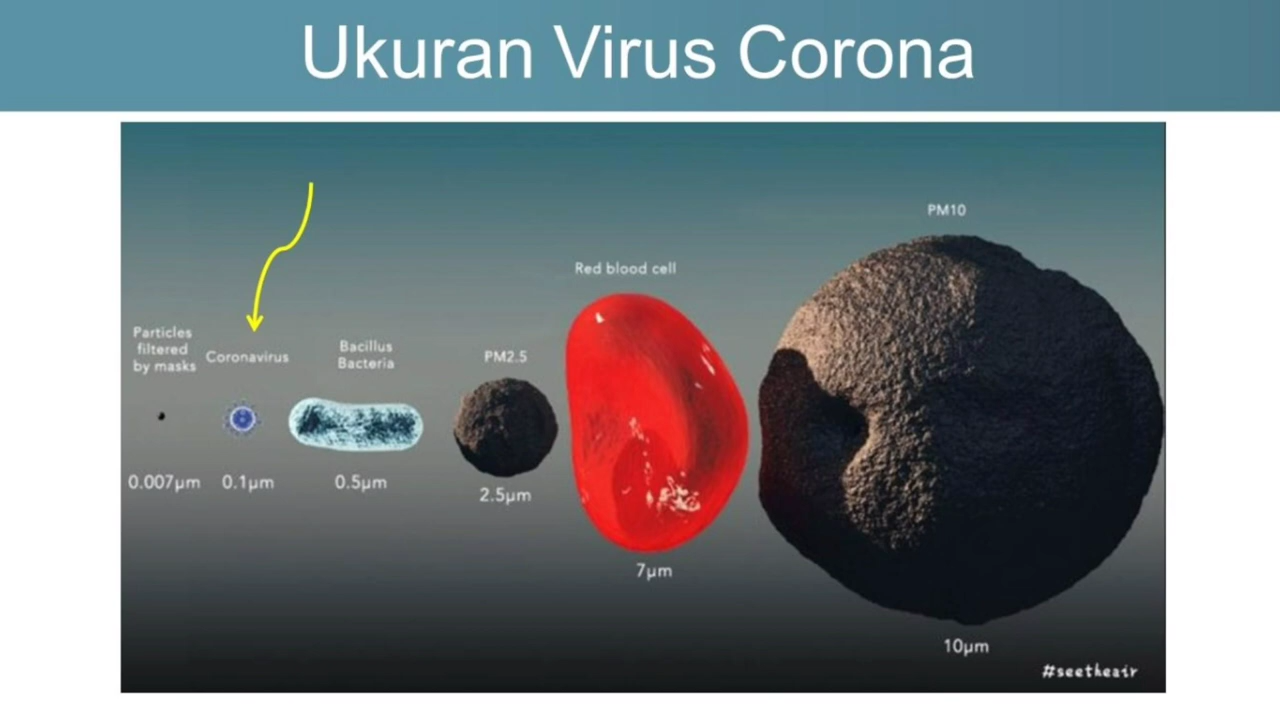 Ukuran Virus Corona
PM10
Red blood cell
Particles
filtered
by masks
Coronavirus
Bacillus
Bacteria
PM2.5
0.007µm
0.1µm
0.5µm
2.5µm
7µm
10µm
#seetheair